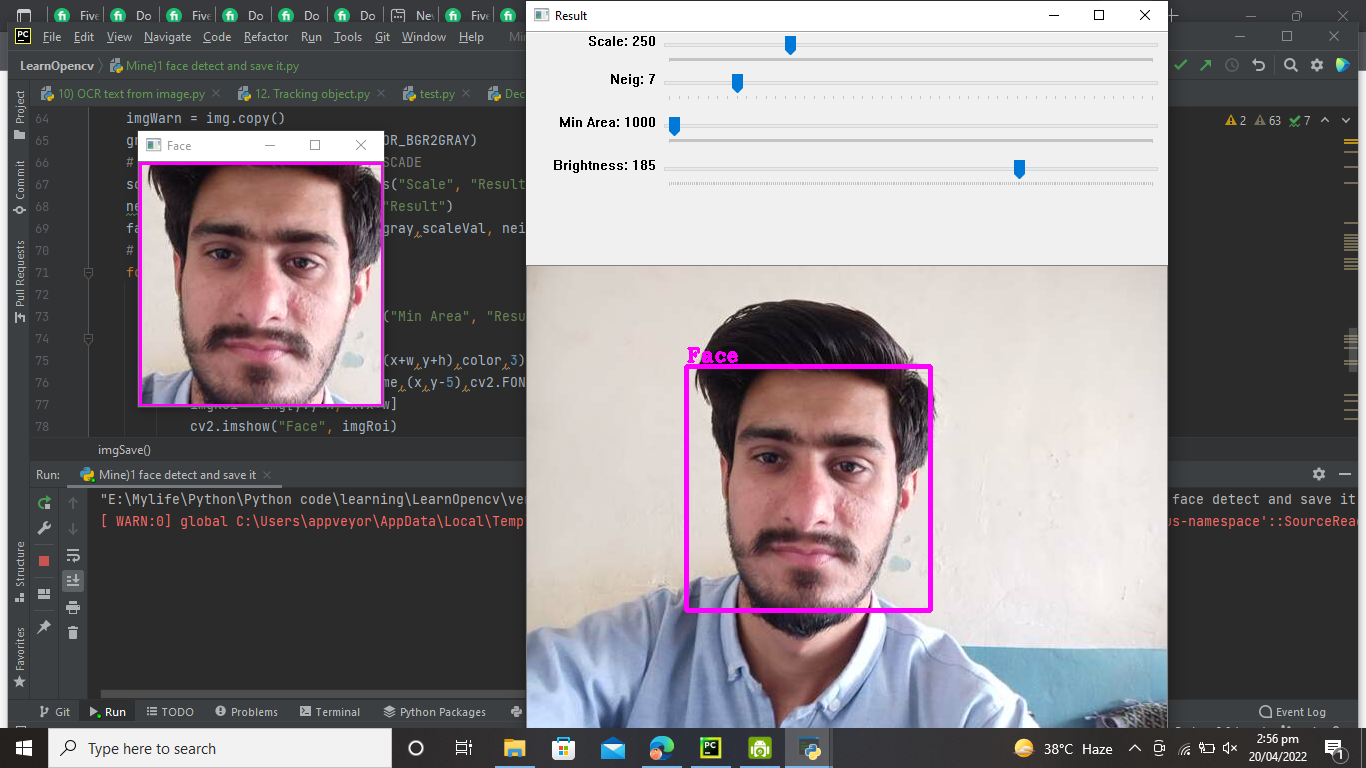 Five
Do
Do
Do
Do
Do
Nev
Five
Do
Result
File Edit View Navigate Code Refactor Run Tools Git Window Help
LearnOpencv Mine)1 face detect and save it.py
10) OCR text from image.py 12. Tracking object.py test.py Dec
2 63 7
Scale: 250
Neig: 7
Min Area: 1000
Brightness: 185
Project
Commit
Pull Requests
Structure
Favorites
Face
64 imgWarn = img.copy()
65 OR_BGR2GRAY)
66 # SCADE
67 s("Scale", "Result
68 ne "Result")
69 fa gray,scaleVal, nei
70 #
71 fo
72
73 ("Min Area", "Resu
74
75 (x+w,y+h),color,3)
76 me,(x,y-5),cv2.FON
77
78 cv2.imshow("Face", imgRoi)
imgSave()
Face
Run: Mine)1 face detect and save it
"E:\Mylife\Python\Python code\learning\LearnOpencv\ve face detect and save it
[ WARN:0] global C:\Users\appveyor\AppData\Local\Temp us-namespace'::SourceRea
Git Run TODO Problems Terminal Python Packages Event Log
Type here to search
38°C Haze
2:56 pm
20/04/2022
1